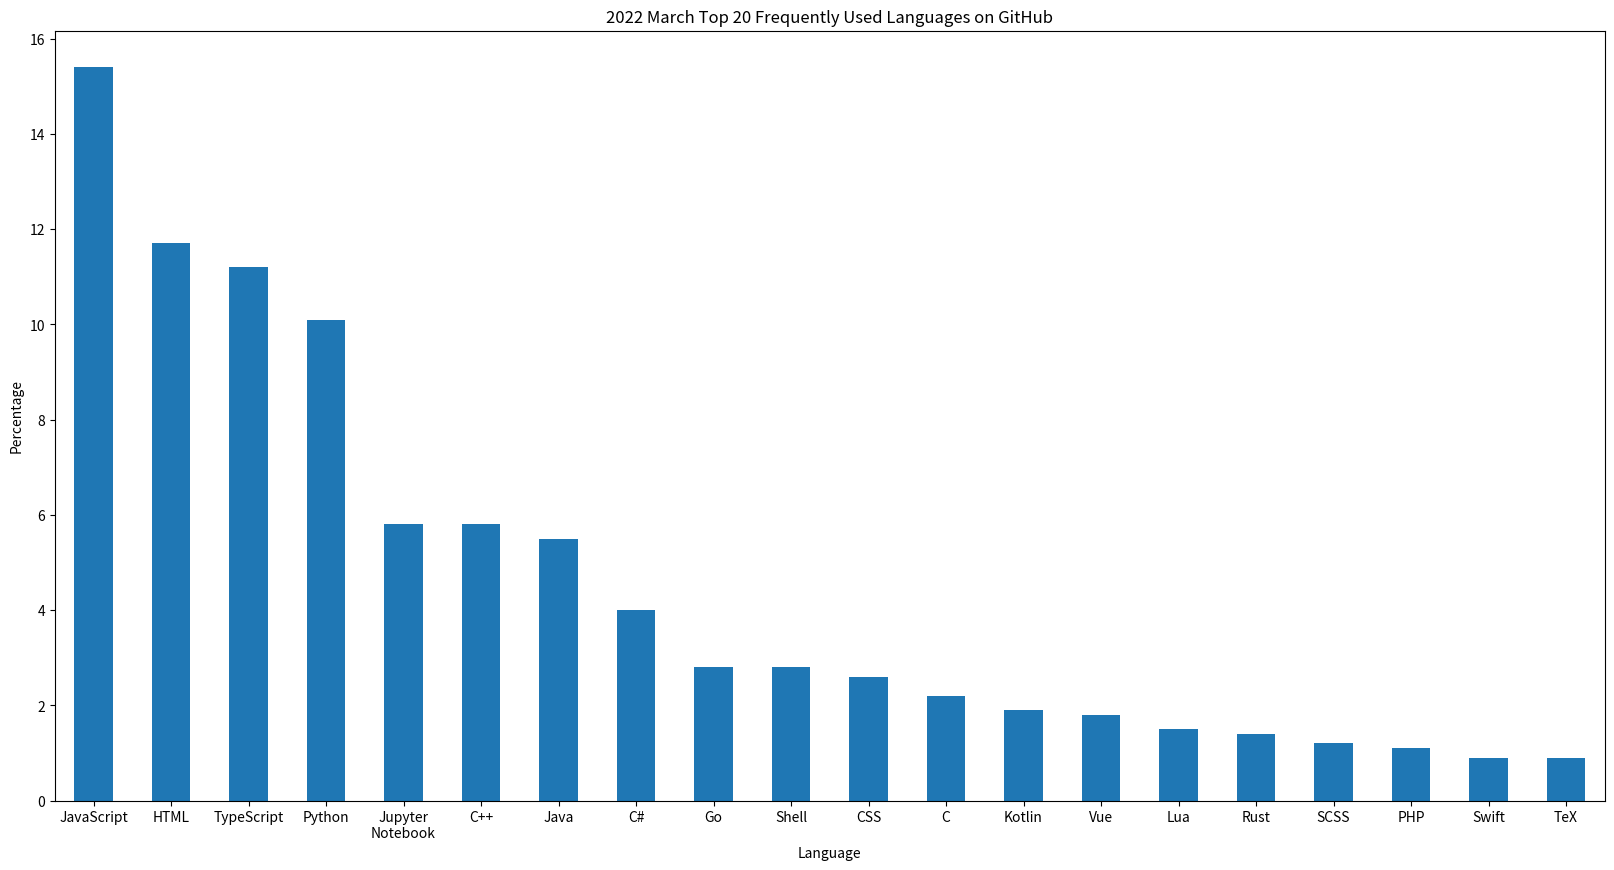 2022 March Top 20 Frequently Used Languages on GitHub
16
14
12
10
8
6
4
2
0
Percentage
JavaScript HTML TypeScript Python Jupyter Notebook C++ Java C# Go Shell CSS C Kotlin Vue Lua Rust SCSS PHP Swift TeX
Language